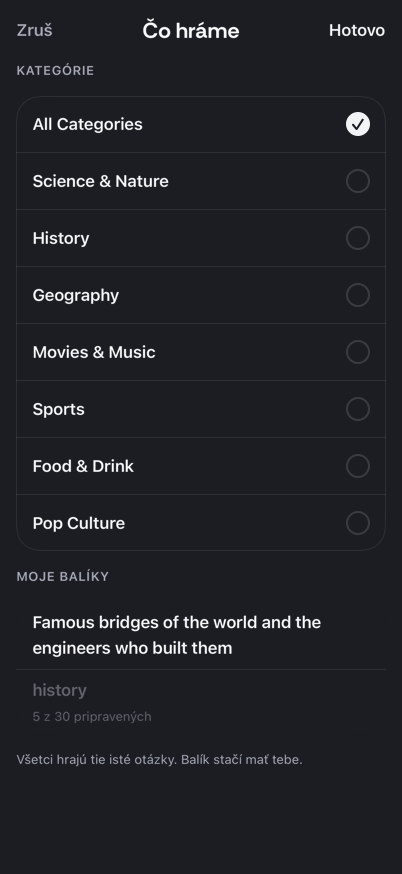 Zruš
Čo hráme
Hotovo
KATEGÓRIE
All Categories
Science & Nature
History
Geography
Movies & Music
Sports
Food & Drink
Pop Culture
MOJE BALÍKY
Famous bridges of the world and the
engineers who built them
history
5 z 30 pripravených
Všetci hrajú tie isté otázky. Balík stačí mať tebe.